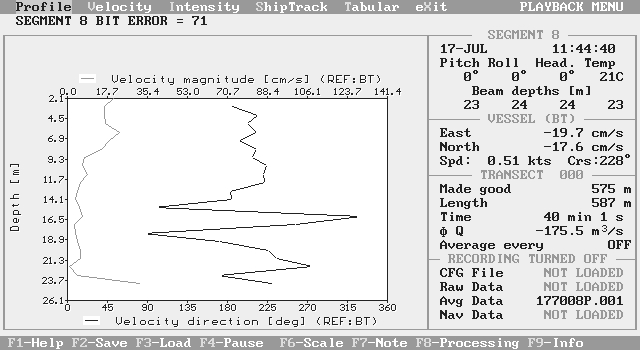 Profile Velocity Intensity ShipTrack Tabular eXit PLAYBACK MENU
SEGMENT 8 BIT ERROR = 71
Velocity magnitude [cm/s] (REF:BT)
0.0 17.7 35.4 53.0 70.7 88.4 106.1 123.7 141.4
2.1
4.5
6.9
9.3
11.7
14.1
16.5
18.9
21.3
23.7
26.1
Depth [m]
0 45 90 135 180 225 270 315 360
Velocity direction [deg] (REF:BT)
SEGMENT 8
17-JUL 11:44:40
Pitch Roll Head. Temp
0° 0° 0° 21C
Beam depths [m]
23 24 24 23
VESSEL (BT)
East -19.7 cm/s
North -17.6 cm/s
Spd: 0.51 kts Crs:228°
TRANSECT 000
Made good 575 m
Length 587 m
Time 40 min 1 s
ϕ Q -175.5 m³/s
Average every OFF
RECORDING TURNED OFF
CFG File NOT LOADED
Raw Data NOT LOADED
Avg Data 177008P.001
Nav Data NOT LOADED
F1-Help F2-Save F3-Load F4-Pause F6-Scale F7-Note F8-Processing F9-Info